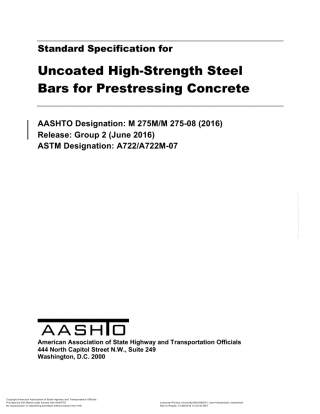 Standard Specification for
Uncoated High-Strength Steel
Bars for Prestressing Concrete
AASHTO Designation: M 275M/M 275-08 (2016)
Release: Group 2 (June 2016)
ASTM Designation: A722/A722M-07
AASHTO
American Association of State Highway and Transportation Officials
444 North Capitol Street N.W., Suite 249
Washington, D.C. 2000